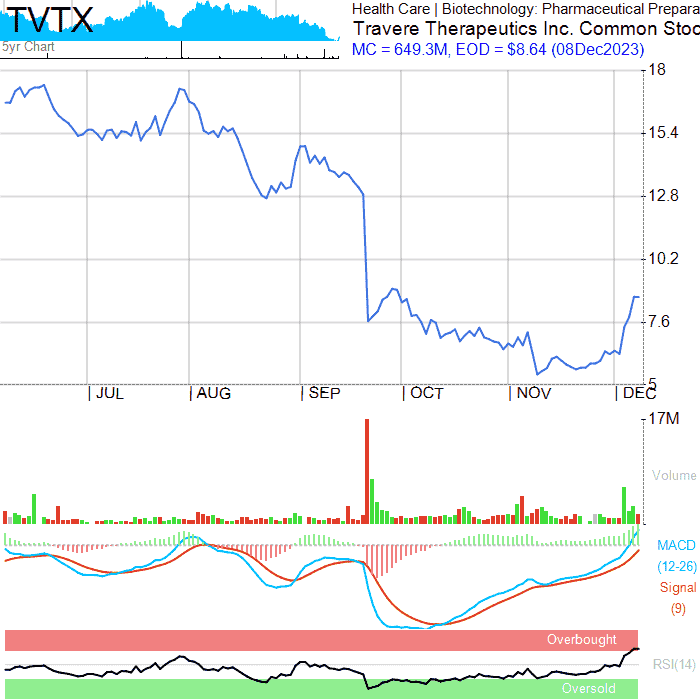 TVTX
5yr Chart
Health Care | Biotechnology: Pharmaceutical Prepara
Travere Therapeutics Inc. Common Stoc
MC = 649.3M, EOD = $8.64 (08Dec2023)
18
15.4
12.8
10.2
7.6
5
JUL AUG SEP OCT NOV DEC
17M
Volume
MACD
(12-26)
Signal
(9)
Overbought
RSI(14)
Oversold